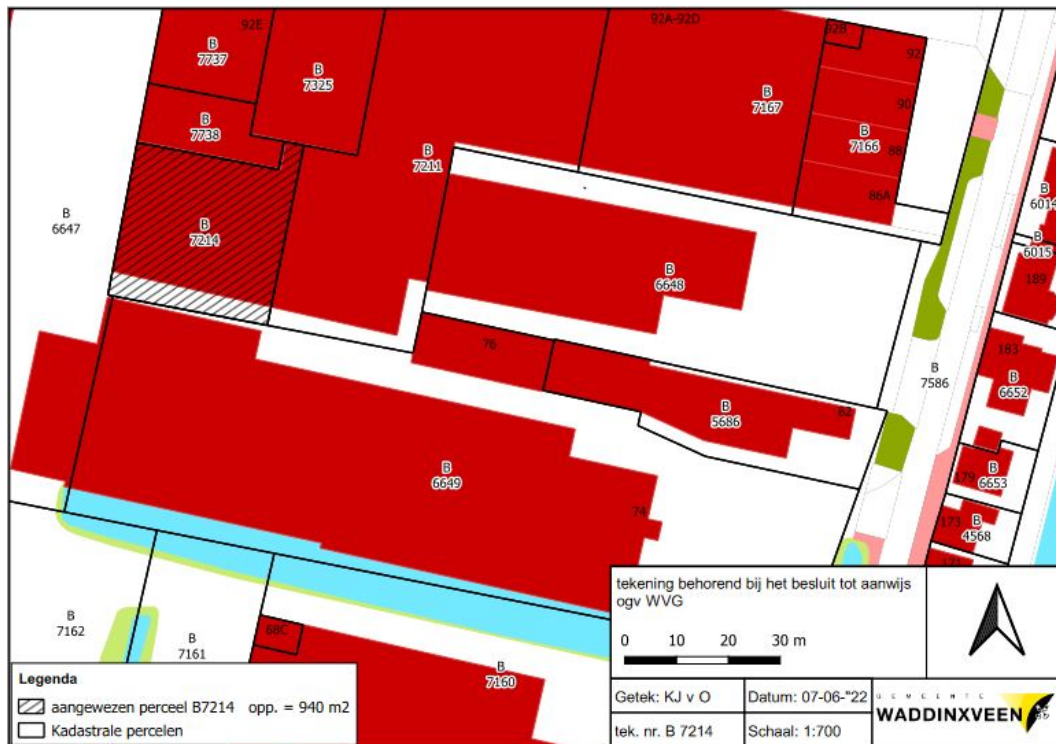 92E
92A-92D
B
7737
B
7325
B
7738
B
7211
B
7167
92B
92
90
88
86A
B
7166
B
6647
B
7214
B
6648
B
6014
B
6015
189
76
B
5686
82
B
7586
183
B
6652
179
B
6653
173
B
4568
171
B
6649
74
B
7162
B
7161
68C
B
7160
tekening behorend bij het besluit tot aanwijs
ogv WVG
0 10 20 30 m
Legenda
aangewezen perceel B7214 opp. = 940 m2
Kadastrale percelen
Getek: KJ v O
Datum: 07-06-"22
tek. nr. B 7214
Schaal: 1:700
GEMEENTE
WADDINXVEEN